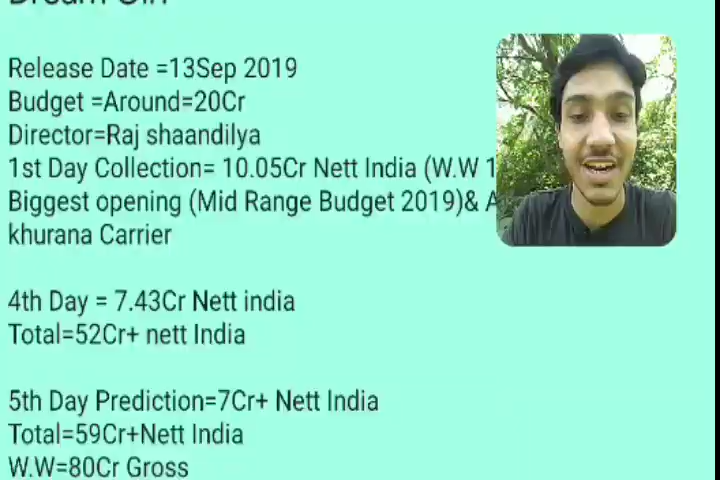 Release Date =13Sep 2019
Budget =Around=20Cr
Director=Raj shaandilya
1st Day Collection= 10.05Cr Nett India (W.W 1
Biggest opening (Mid Range Budget 2019)& A
khurana Carrier
4th Day = 7.43Cr Nett india
Total=52Cr+ nett India
5th Day Prediction=7Cr+ Nett India
Total=59Cr+Nett India
W.W=80Cr Gross